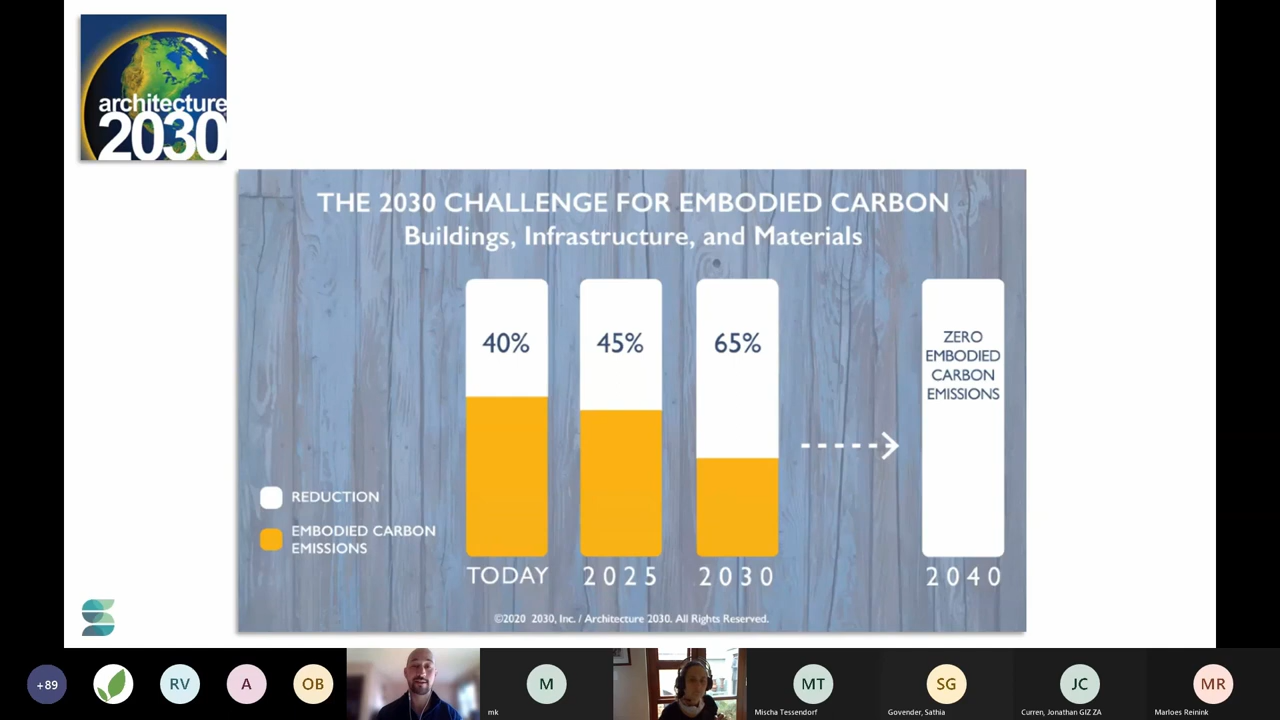 architecture
2030
THE 2030 CHALLENGE FOR EMBODIED CARBON
Buildings, Infrastructure, and Materials
40%
45%
65%
ZERO
EMBODIED
CARBON
EMISSIONS
REDUCTION
EMBODIED CARBON
EMISSIONS
TODAY
2025
2030
2040
©2020 2030, Inc. / Architecture 2030. All Rights Reserved.
+89
RV
A
OB
M
mk
MT
Mischa Tessendorf
SG
Govender, Sathia
JC
Curren, Jonathan GIZ ZA
MR
Marloes Reinink